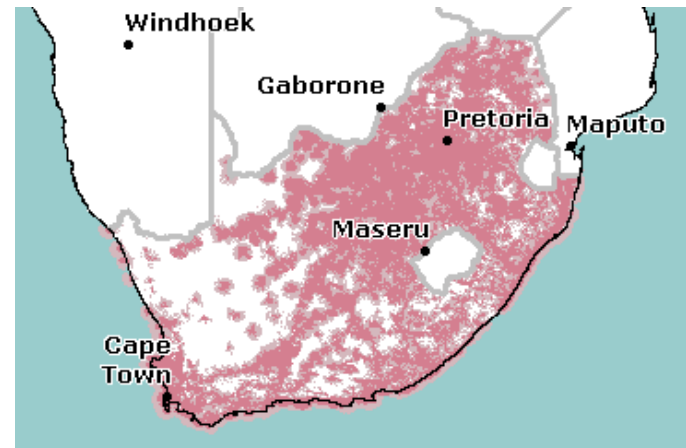 Windhoek
Gaborone
Pretoria
Maputo
Maseru
Cape
Town